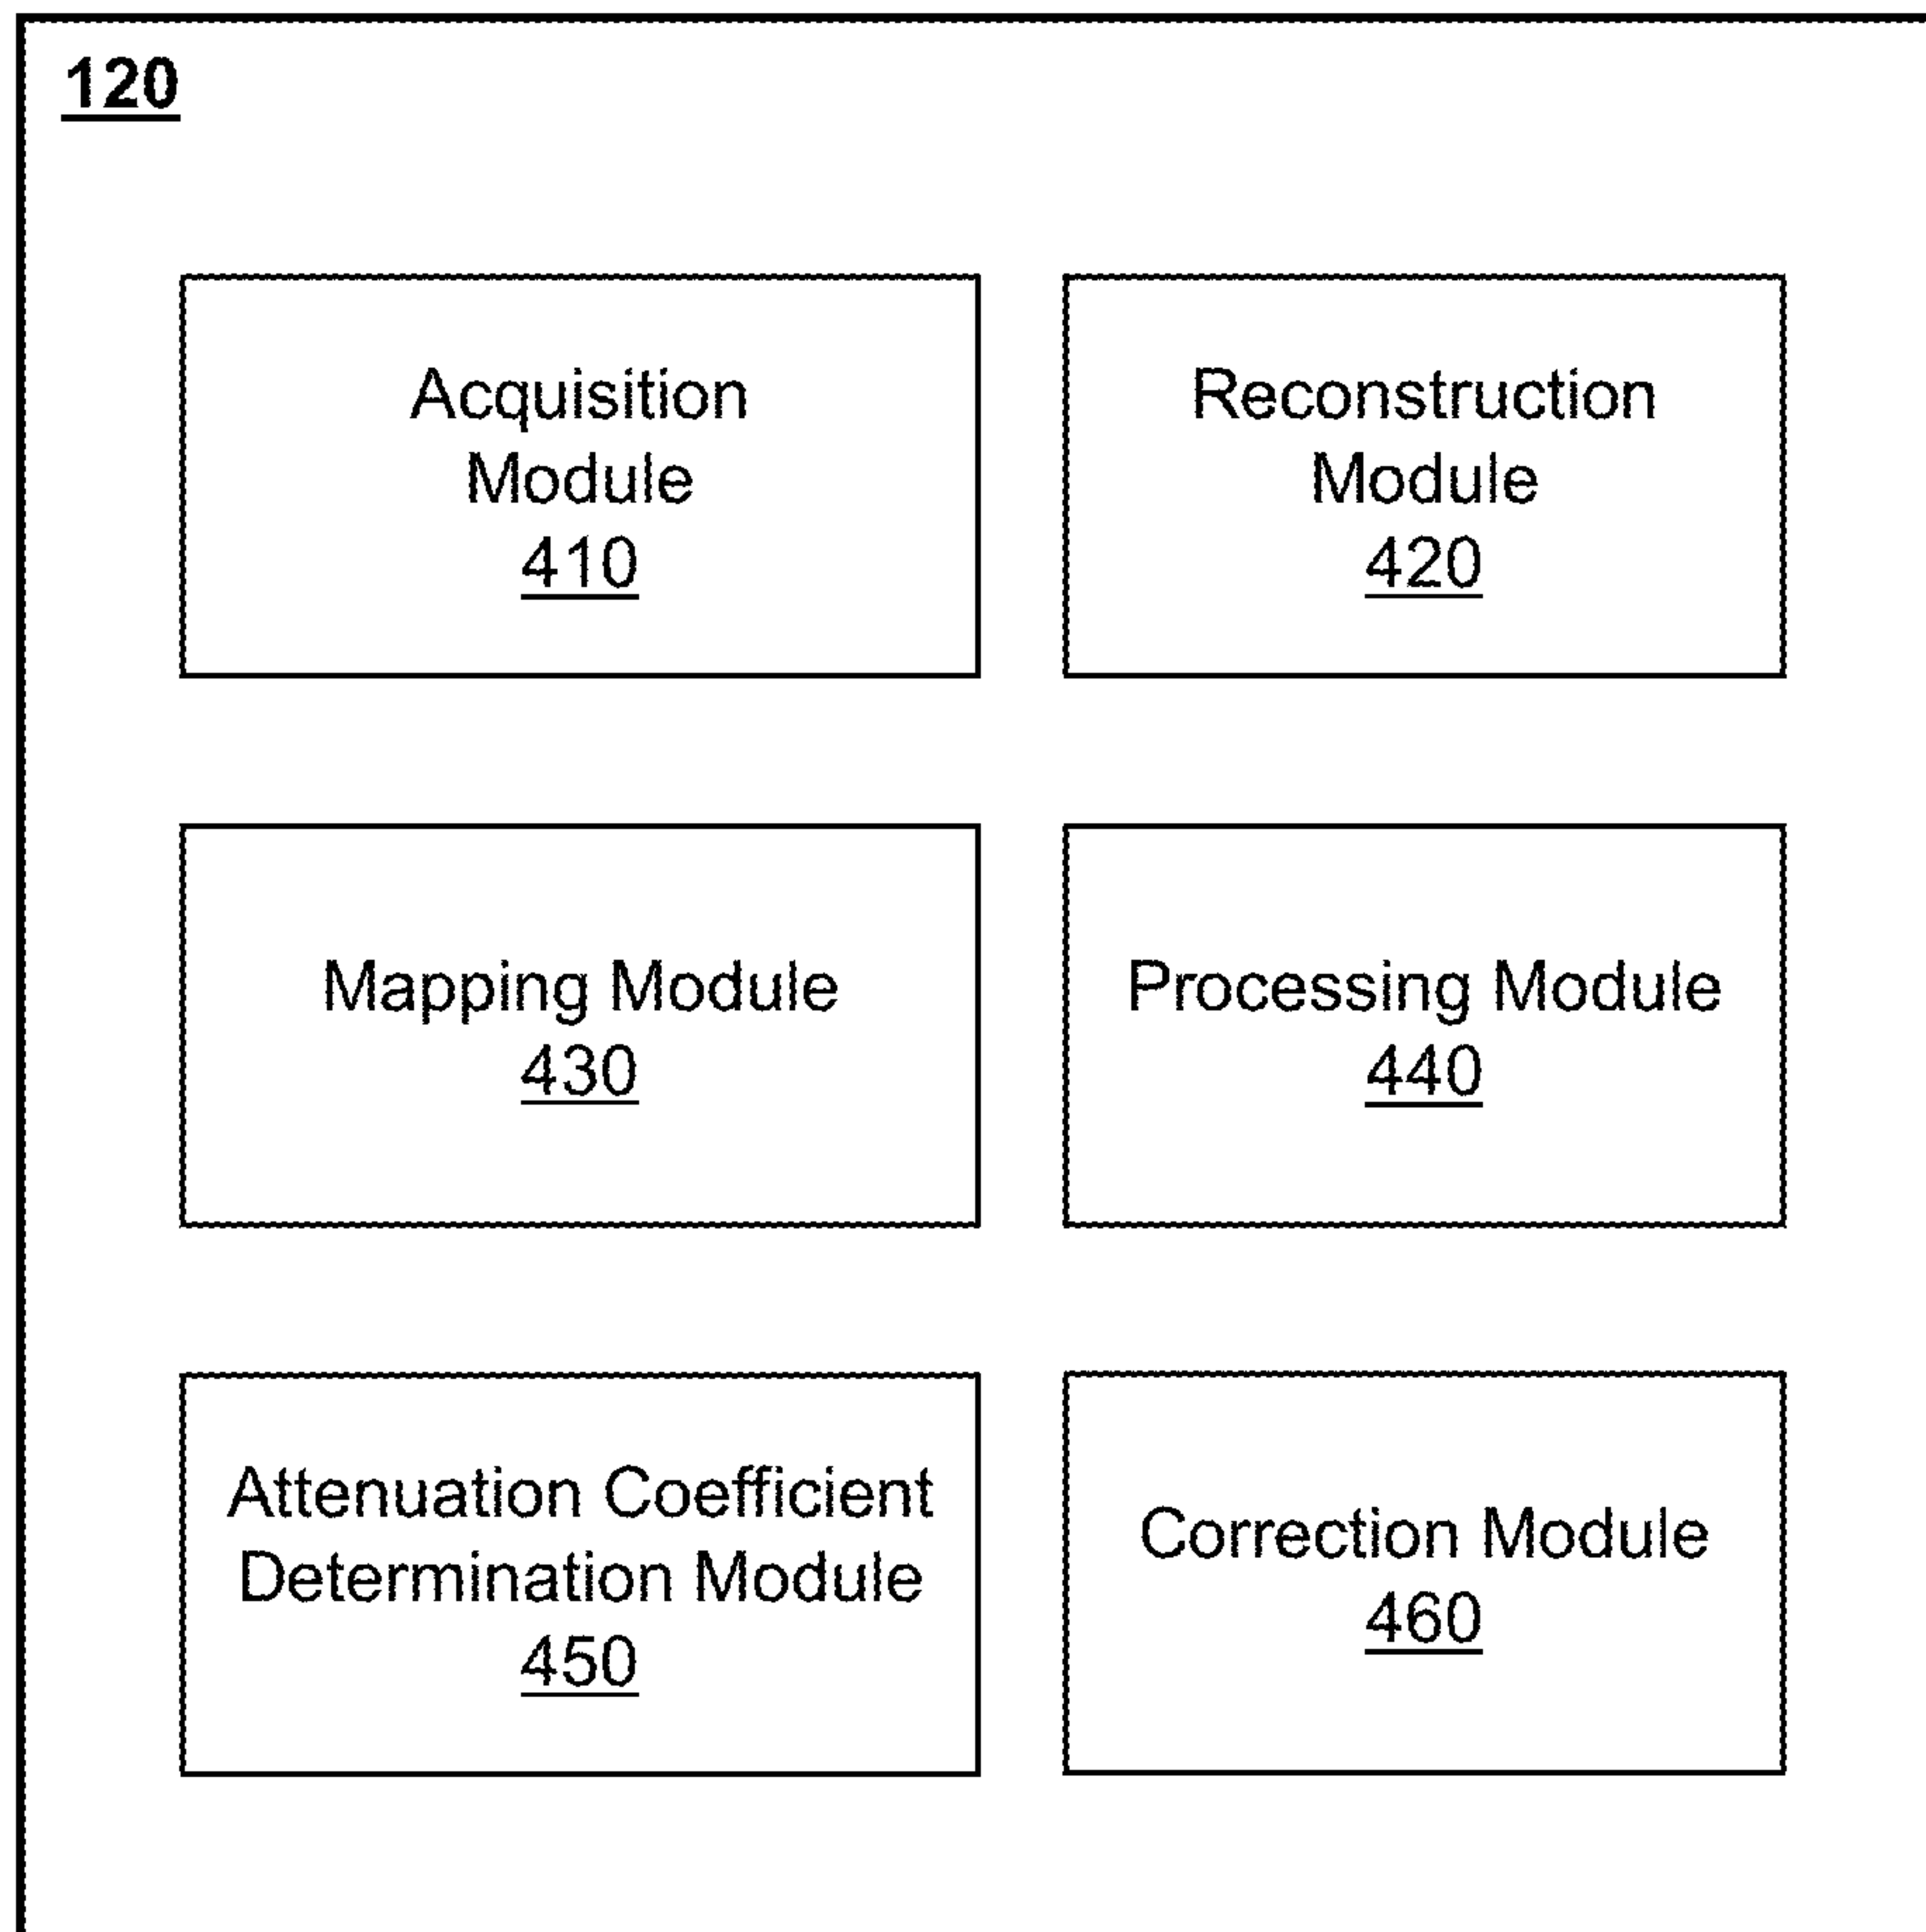 120
Acquisition
Module
410
Reconstruction
Module
420
Mapping Module
430
Processing Module
440
Attenuation Coefficient
Determination Module
450
Correction Module
460